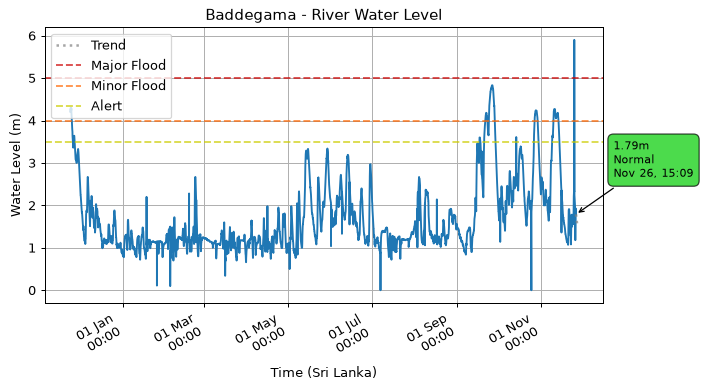 Baddegama - River Water Level
Trend
Major Flood
Minor Flood
Alert
Water Level (m)
6
5
4
3
2
1
0
1.79m
Normal
Nov 26, 15:09
01 Jan
00:00
01 Mar
00:00
01 May
00:00
01 Jul
00:00
01 Sep
00:00
01 Nov
00:00
Time (Sri Lanka)